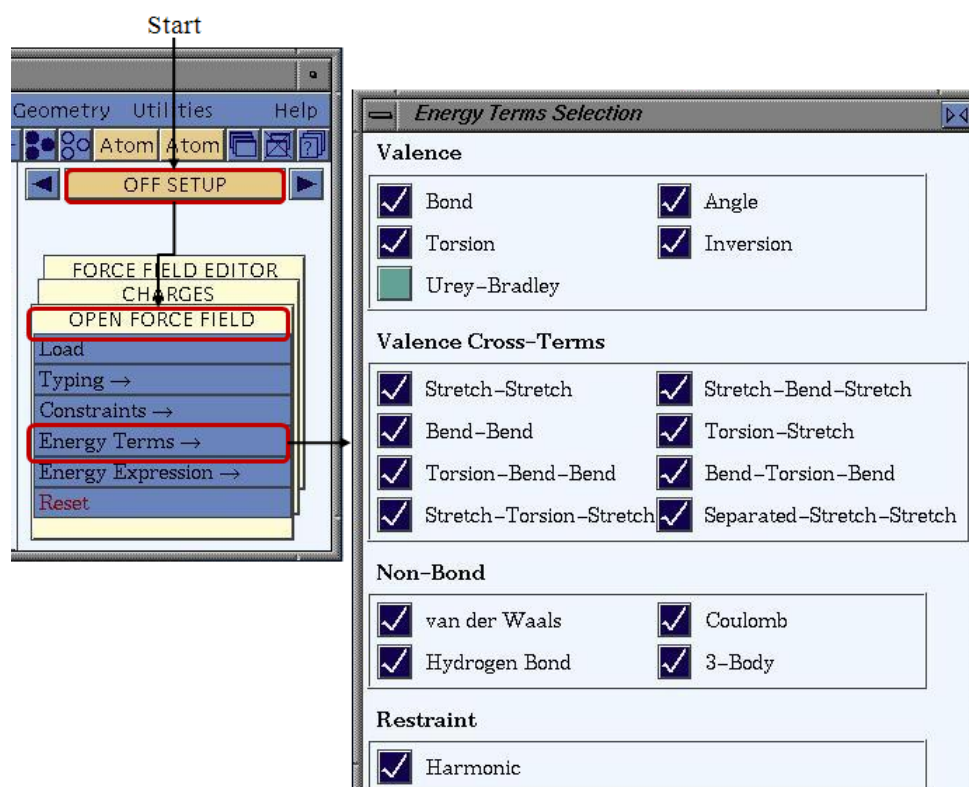 Start
Geometry Utilities Help
Atom Atom
OFF SETUP
FORCE FIELD EDITOR
CHARGES
OPEN FORCE FIELD
Load
Typing →
Constraints →
Energy Terms →
Energy Expression →
Reset
Energy Terms Selection
Valence
Bond Angle
Torsion Inversion
Urey-Bradley
Valence Cross-Terms
Stretch-Stretch Stretch-Bend-Stretch
Bend-Bend Torsion-Stretch
Torsion-Bend-Bend Bend-Torsion-Bend
Stretch-Torsion-Stretch Separated-Stretch-Stretch
Non-Bond
van der Waals Coulomb
Hydrogen Bond 3-Body
Restraint
Harmonic